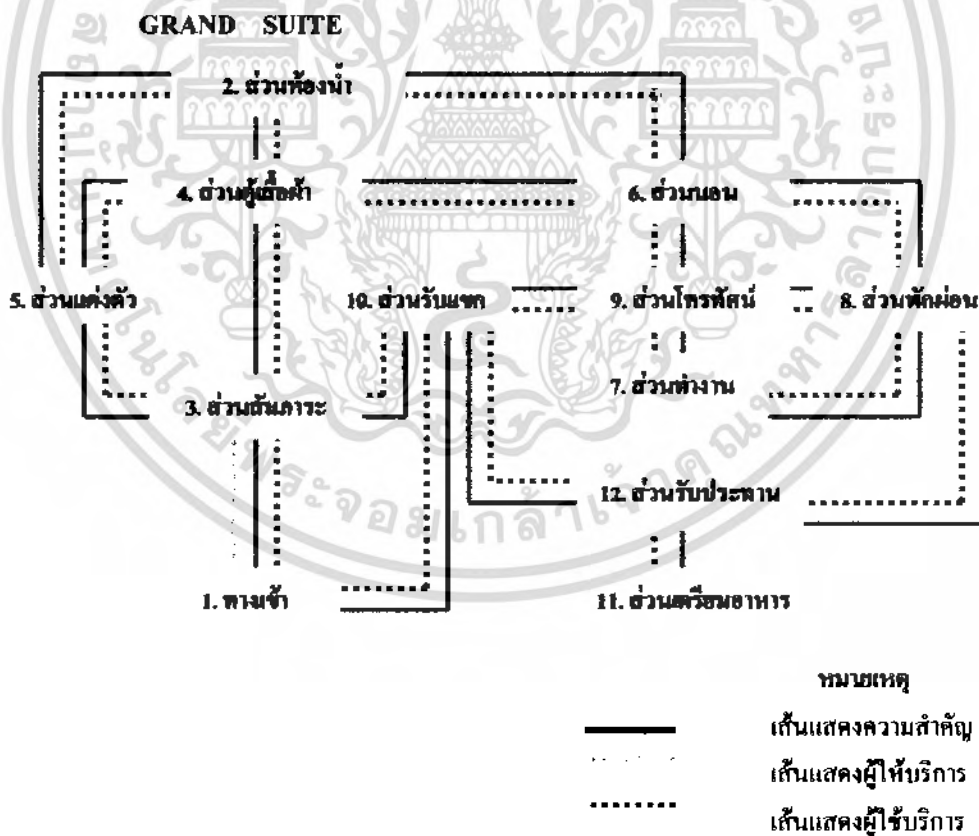 GRAND SUITE
2. ส่วนห้องน้ำ
4. ส่วนตู้เสื้อผ้า
6. ส่วนนอน
5. ส่วนแต่งตัว
10. ส่วนรับแขก
9. ส่วนโทรทัศน์
8. ส่วนพักผ่อน
7. ส่วนทำงาน
3. ส่วนสัมภาระ
12. ส่วนรับประทาน
1. ทางเข้า
11. ส่วนเตรียมอาหาร
หมายเหตุ
เส้นแสดงความสำคัญ
เส้นแสดงผู้ให้บริการ
เส้นแสดงผู้ใช้บริการ